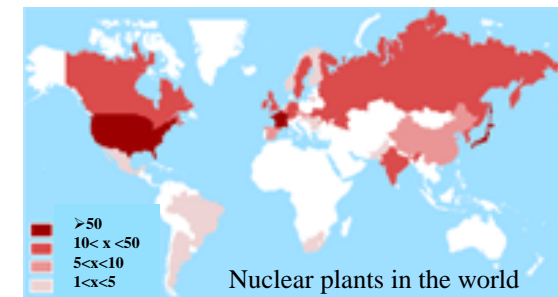 ➢50
10< x <50
5<x<10
1<x<5
Nuclear plants in the world